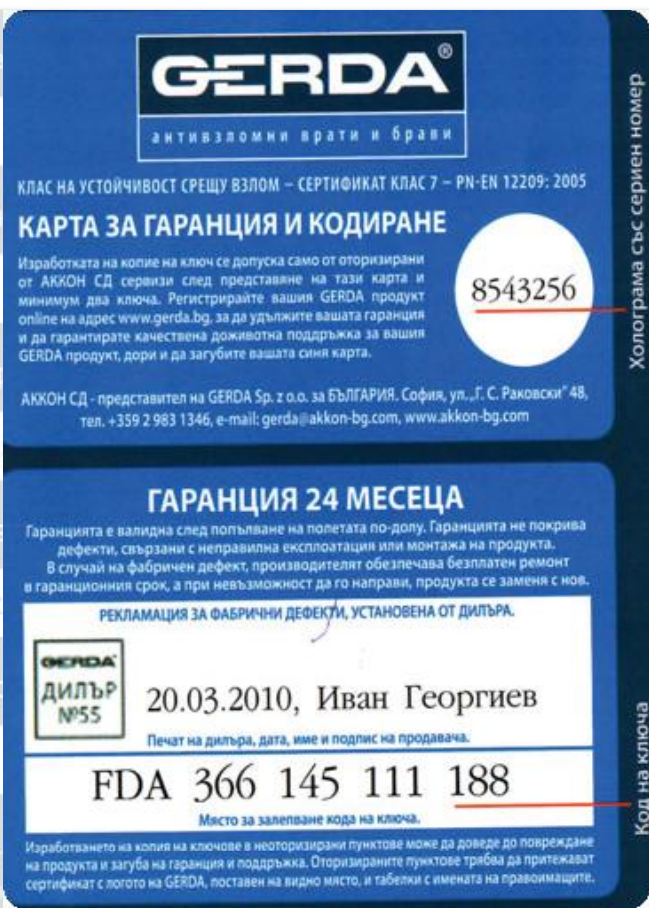 GERDA®
антивзломни врати и брави
КЛАС НА УСТОЙЧИВОСТ СРЕЩУ ВЗЛОМ – СЕРТИФИКАТ КЛАС 7 – PN-EN 12209: 2005
КАРТА ЗА ГАРАНЦИЯ И КОДИРАНЕ
Изработката на копие на ключ се допуска само от оторизирани
от АККОН СД сервизи след представяне на тази карта и
минимум два ключа. Регистрирайте вашия GERDA продукт
online на адрес www.gerda.bg, за да удължите вашата гаранция
и да гарантирате качествена доживотна поддръжка за вашия
GERDA продукт, дори и да загубите вашата синя карта.
8543256
Холограма със сериен номер
АККОН СД - представител на GERDA Sp. z o.o. за БЪЛГАРИЯ. София, ул. „Г. С. Раковски" 48,
тел. +359 2 983 1346, e-mail: gerda@akkon-bg.com, www.akkon-bg.com
ГАРАНЦИЯ 24 МЕСЕЦА
Гаранцията е валидна след попълване на полетата по-долу. Гаранцията не покрива
дефекти, свързани с неправилна експлоатация или монтажа на продукта.
В случай на фабричен дефект, производителят обезпечава безплатен ремонт
в гаранционния срок, а при невъзможност да го направи, продукта се заменя с нов.
РЕКЛАМАЦИЯ ЗА ФАБРИЧНИ ДЕФЕКТИ, УСТАНОВЕНА ОТ ДИЛЪРА.
GERDA
ДИЛЪР
№55
20.03.2010, Иван Георгиев
Печат на дилъра, дата, име и подпис на продавача.
FDA 366 145 111 188
Място за залепване кода на ключа.
Код на ключа
Изработването на копия на ключове в неоторизирани пунктове може да доведе до повреждане
на продукта и загуба на гаранция и поддръжка. Оторизираните пунктове трябва да притежават
сертификат с логото на GERDA, поставен на видно място, и табелки с имената на правоимащите.